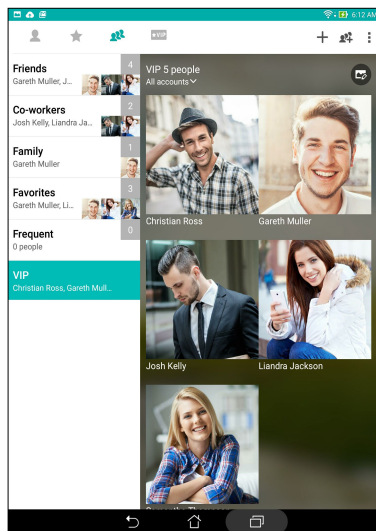 6:12 AM
VIP
Friends
4
Gareth Muller, J...
Co-workers
2
Josh Kelly, Liandra Ja...
Family
1
Gareth Muller
Favorites
3
Gareth Muller, Li...
Frequent
0
0 people
VIP
Christian Ross, Gareth Mull...
VIP 5 people
All accounts
Christian Ross
Gareth Muller
Josh Kelly
Liandra Jackson